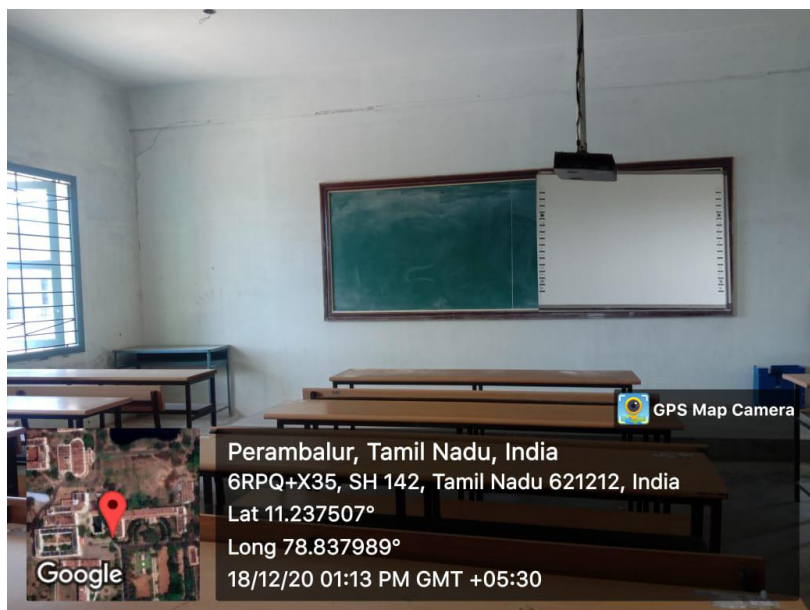 GPS Map Camera
Perambalur, Tamil Nadu, India
6RPQ+X35, SH 142, Tamil Nadu 621212, India
Lat 11.237507°
Long 78.837989°
18/12/20 01:13 PM GMT +05:30
Google